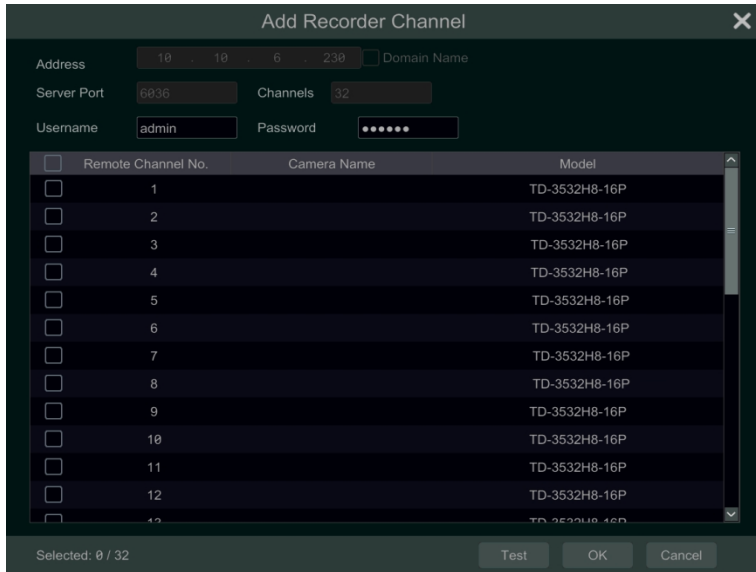 Add Recorder Channel
Address 10 . 10 . 6 . 230 Domain Name
Server Port 6036 Channels 32
Username admin Password ●●●●●●
Remote Channel No. Camera Name Model
1 TD-3532H8-16P
2 TD-3532H8-16P
3 TD-3532H8-16P
4 TD-3532H8-16P
5 TD-3532H8-16P
6 TD-3532H8-16P
7 TD-3532H8-16P
8 TD-3532H8-16P
9 TD-3532H8-16P
10 TD-3532H8-16P
11 TD-3532H8-16P
12 TD-3532H8-16P
13 TD-3532H8-16P
Selected: 0 / 32 Test OK Cancel